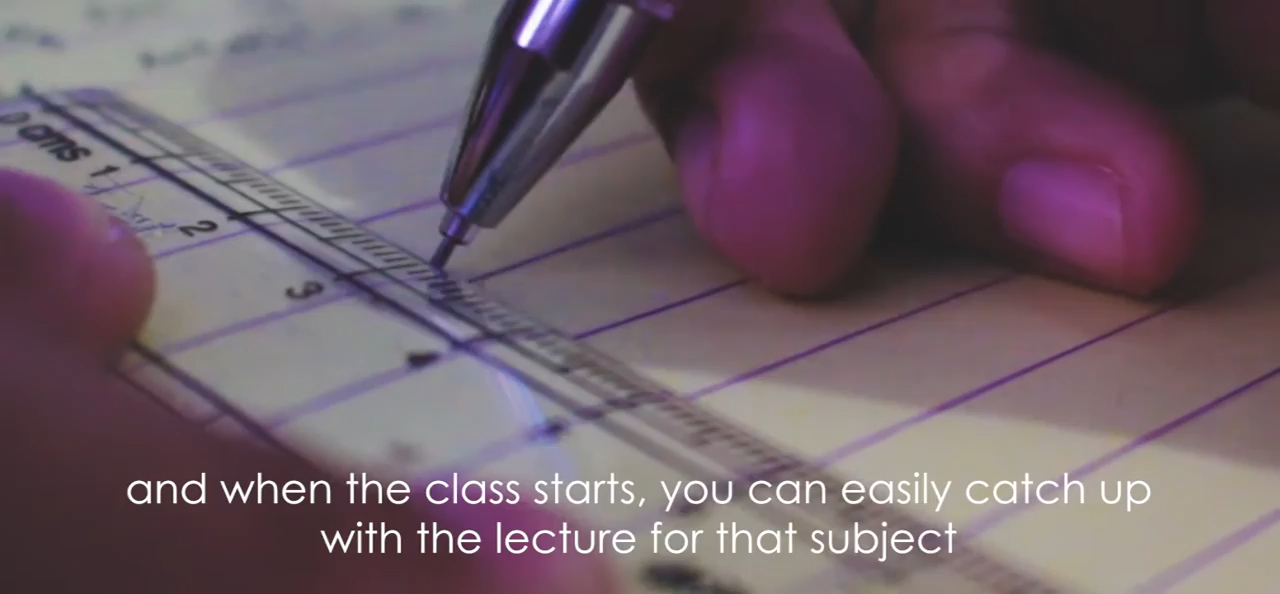 cms 1
2
3
and when the class starts, you can easily catch up
with the lecture for that subject